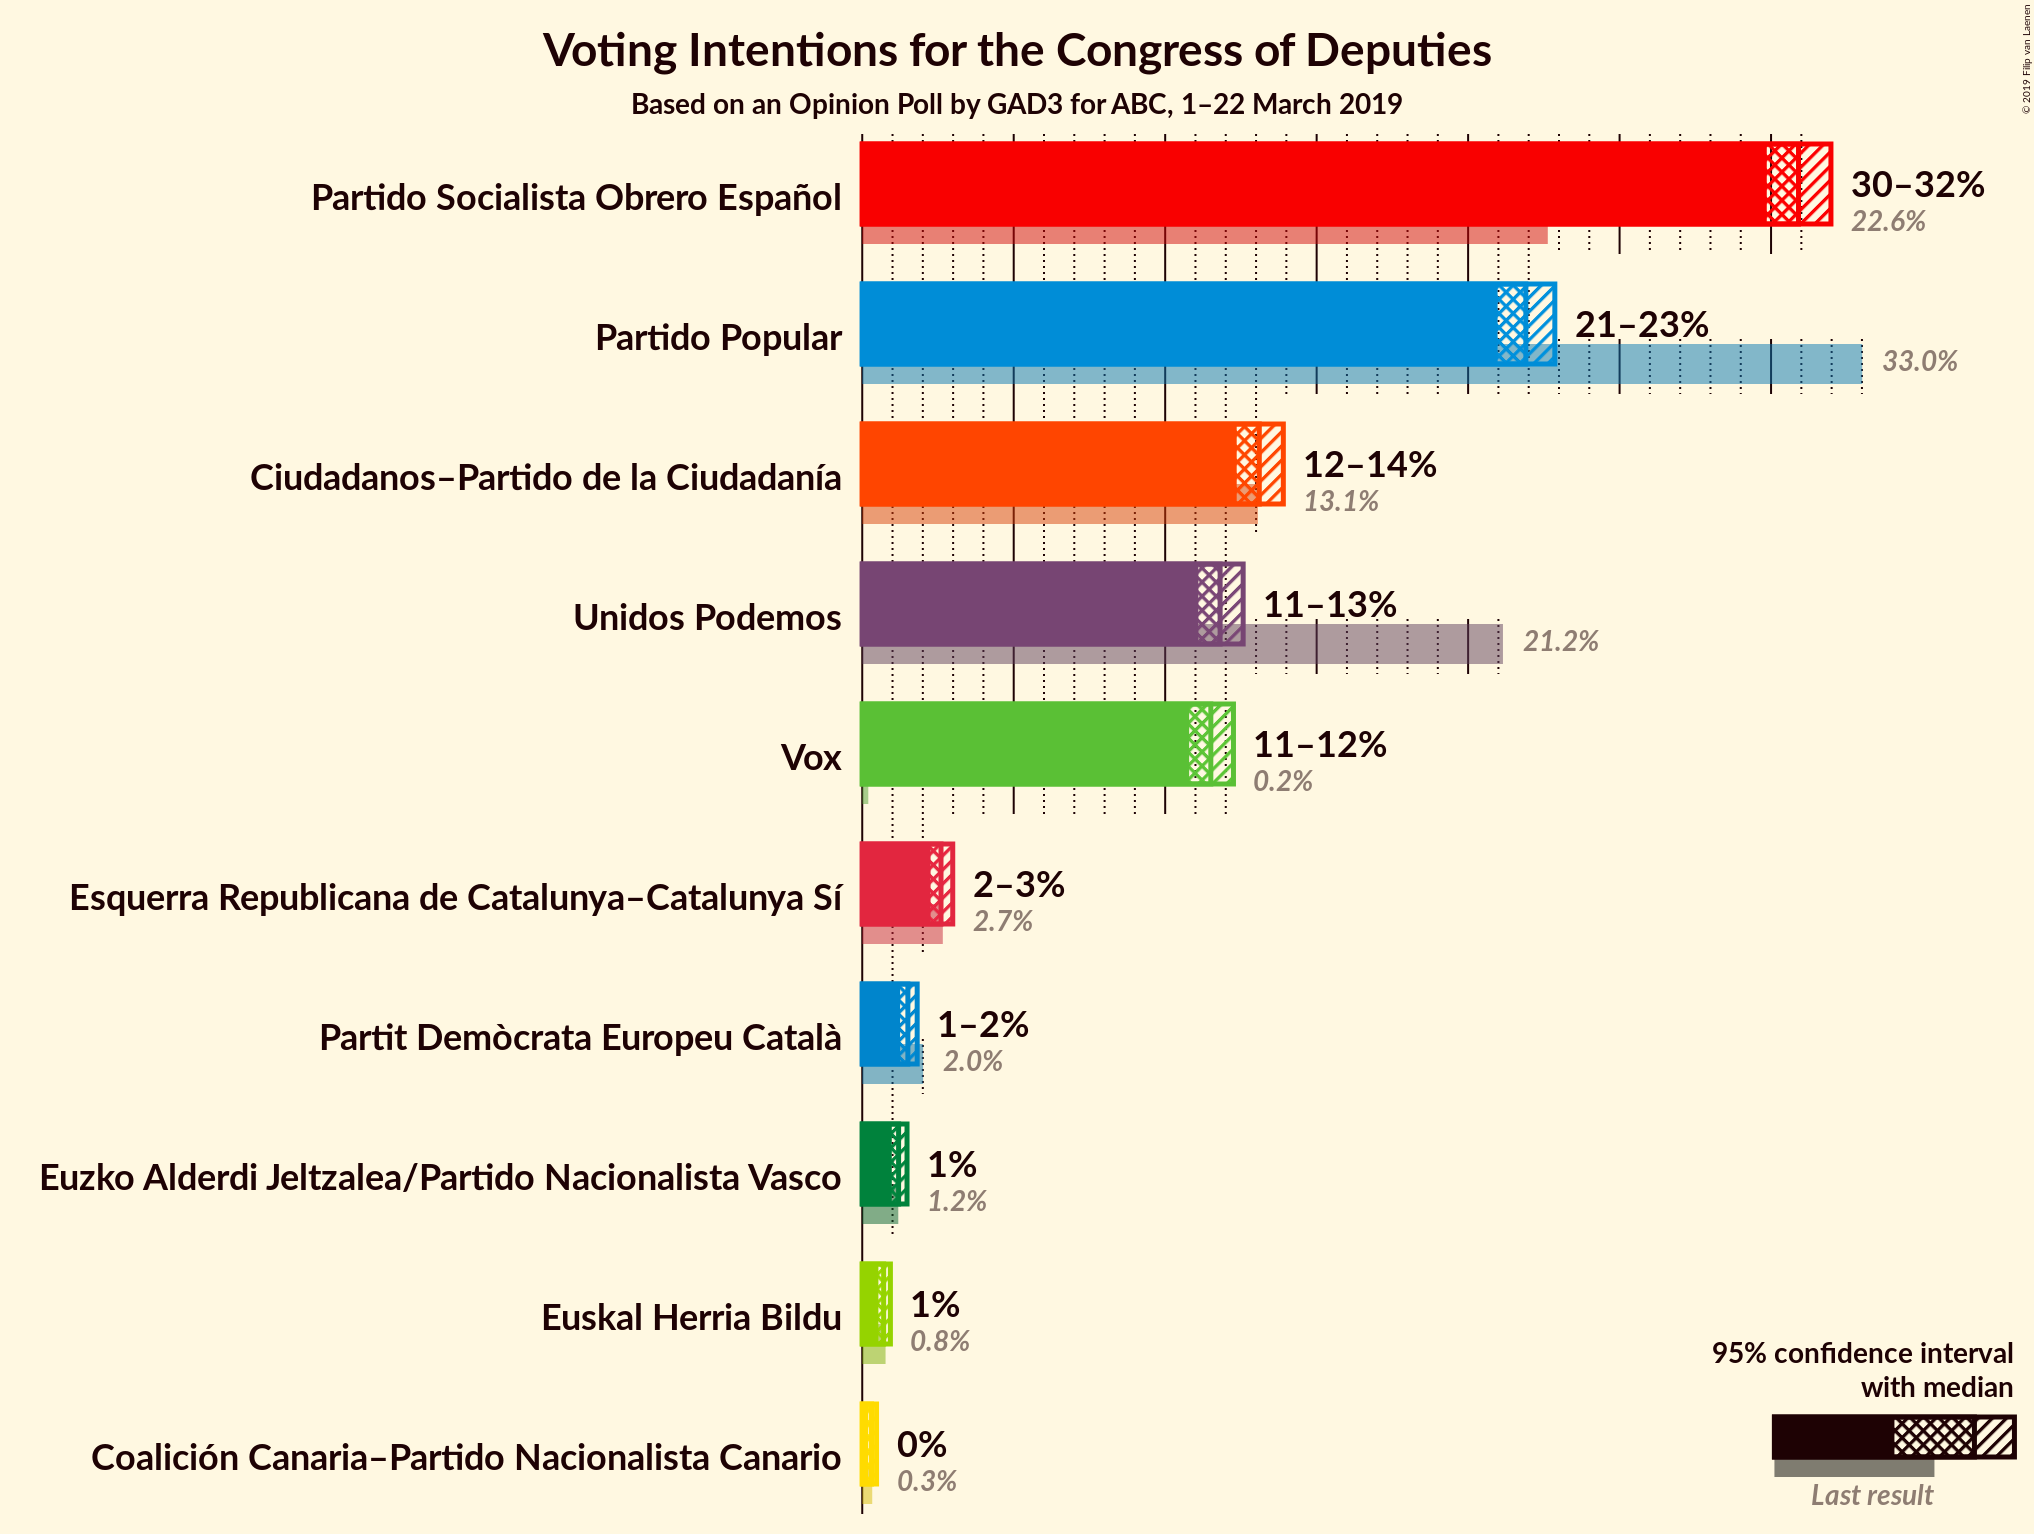 Voting Intentions for the Congress of Deputies
Based on an Opinion Poll by GAD3 for ABC, 1–22 March 2019
© 2019 Filip van Laenen
Partido Socialista Obrero Español
30–32%
22.6%
Partido Popular
21–23%
33.0%
Ciudadanos–Partido de la Ciudadanía
12–14%
13.1%
Unidos Podemos
11–13%
21.2%
Vox
11–12%
0.2%
Esquerra Republicana de Catalunya–Catalunya Sí
2–3%
2.7%
Partit Demòcrata Europeu Català
1–2%
2.0%
Euzko Alderdi Jeltzalea/Partido Nacionalista Vasco
1%
1.2%
Euskal Herria Bildu
1%
0.8%
Coalición Canaria–Partido Nacionalista Canario
0%
0.3%
95% confidence interval
with median
Last result